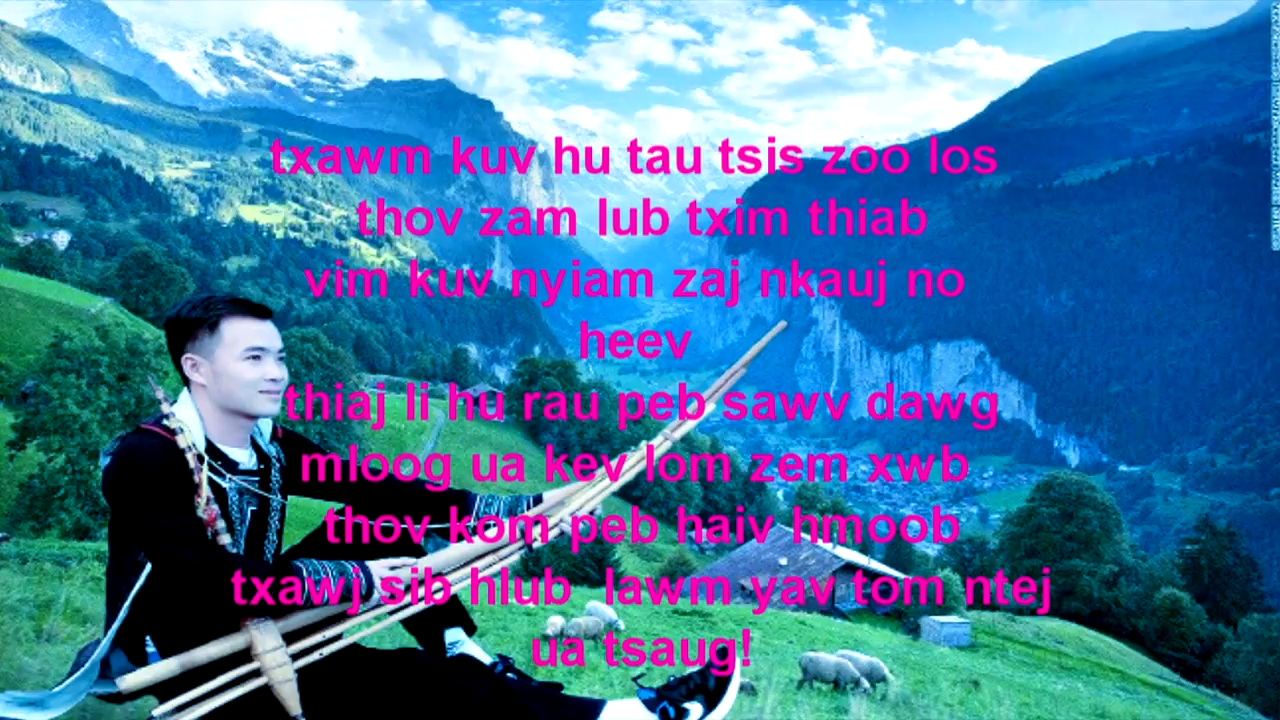 txawm kuv hu tau tsis zoo los
thov zam lub txim thiab
vim kuv nyiam zaj nkauj no
heev
thiaj li hu rau peb sawv dawg
mloog ua kev lom zem xwb
thov kom peb haiv hmoob
txawj sib hlub lawm yav tom ntej
ua tsaug!